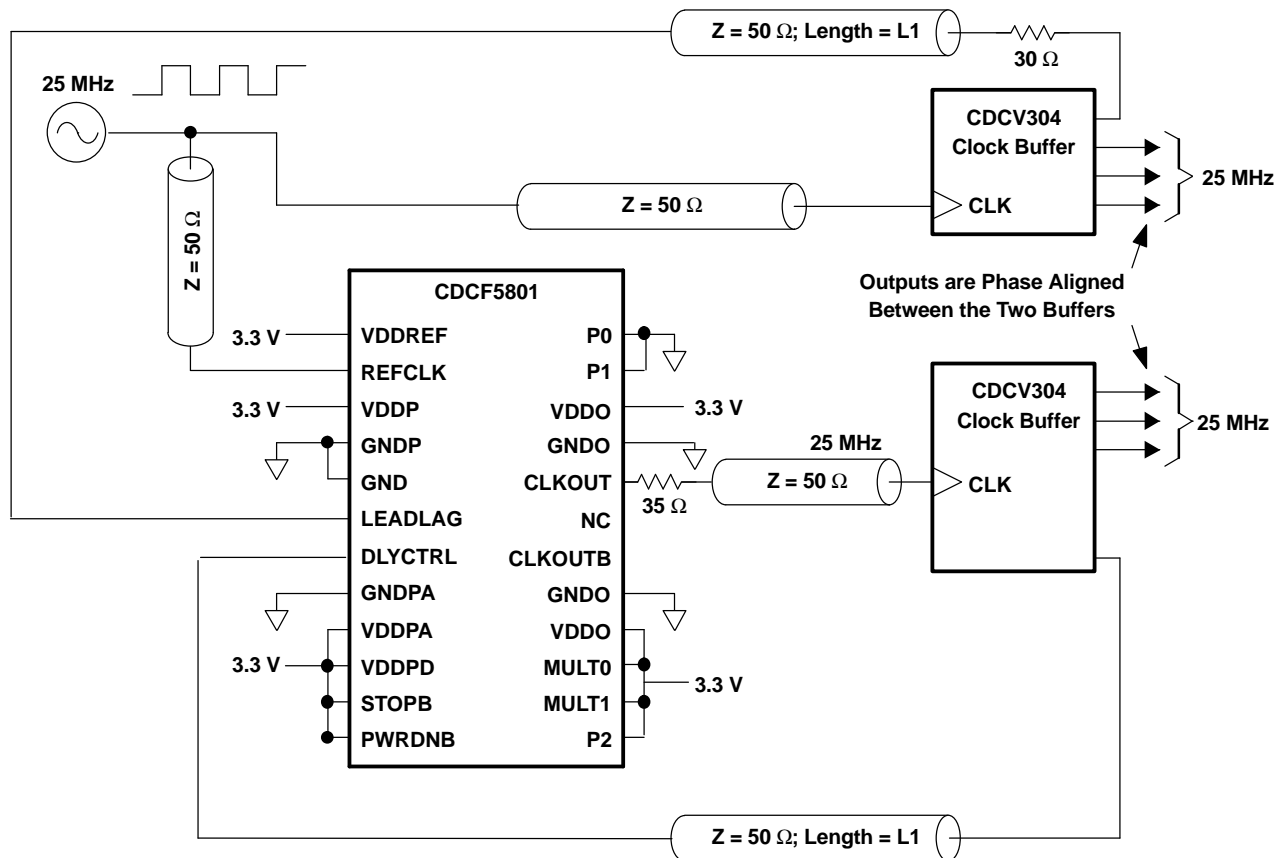 Z = 50 Ω; Length = L1
30 Ω
25 MHz
CDCV304
Clock Buffer
CLK
25 MHz
Z = 50 Ω
Z = 50 Ω
Outputs are Phase Aligned
Between the Two Buffers
CDCF5801
3.3 V
VDDREF
P0
REFCLK
P1
3.3 V
VDDP
VDDO
3.3 V
GNDP
GNDO
GND
CLKOUT
35 Ω
25 MHz
Z = 50 Ω
CDCV304
Clock Buffer
CLK
25 MHz
LEADLAG
NC
DLYCTRL
CLKOUTB
GNDPA
GNDO
VDDPA
VDDO
3.3 V
VDDPD
MULT0
3.3 V
STOPB
MULT1
PWRDNB
P2
Z = 50 Ω; Length = L1